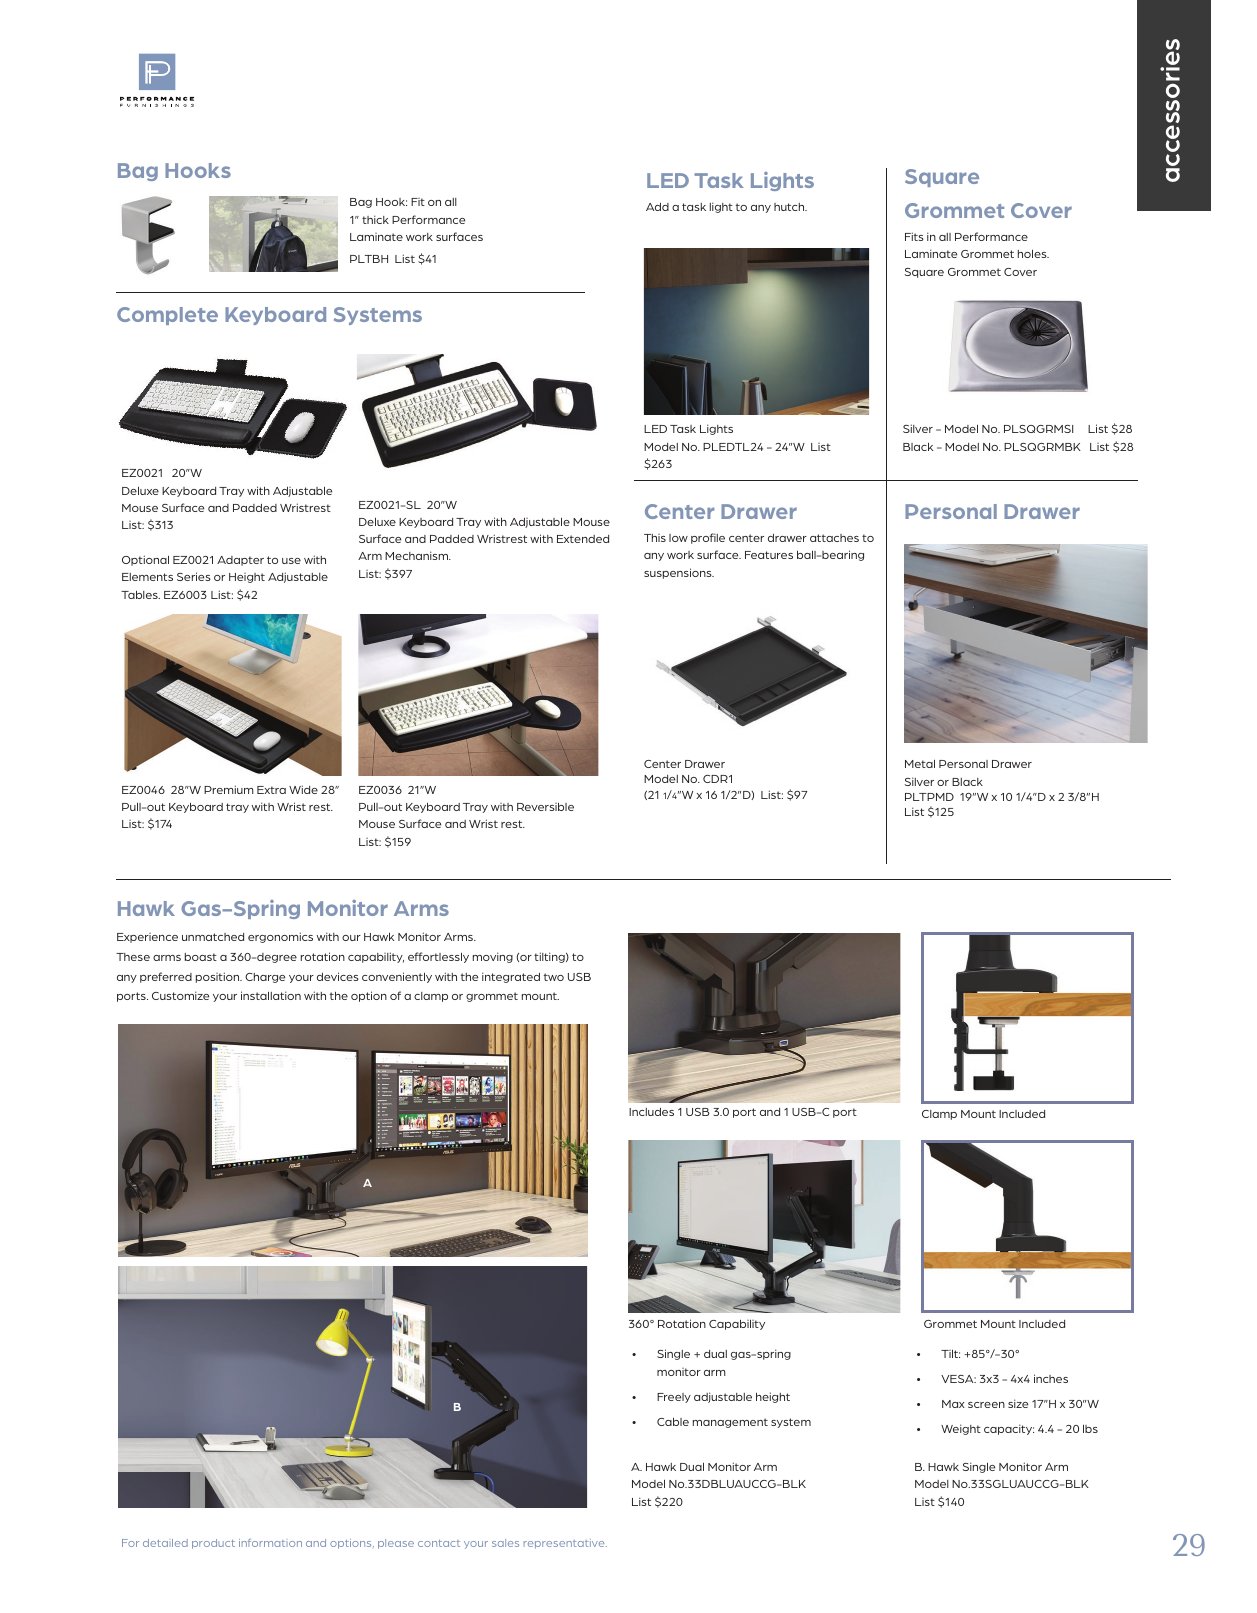 accessories
PERFORMANCE
FURNISHINGS
Bag Hooks
Bag Hook: Fit on all
1" thick Performance
Laminate work surfaces
PLTBH List $41
Complete Keyboard Systems
EZ0021 20"W
Deluxe Keyboard Tray with Adjustable
Mouse Surface and Padded Wristrest
List: $313
Optional EZ0021 Adapter to use with
Elements Series or Height Adjustable
Tables. EZ6003 List: $42
EZ0021-SL 20"W
Deluxe Keyboard Tray with Adjustable Mouse
Surface and Padded Wristrest with Extended
Arm Mechanism.
List: $397
EZ0046 28"W Premium Extra Wide 28"
Pull-out Keyboard tray with Wrist rest.
List: $174
EZ0036 21"W
Pull-out Keyboard Tray with Reversible
Mouse Surface and Wrist rest.
List: $159
LED Task Lights
Add a task light to any hutch.
LED Task Lights
Model No. PLEDTL24 - 24"W List
$263
Square
Grommet Cover
Fits in all Performance
Laminate Grommet holes.
Square Grommet Cover
Silver - Model No. PLSQGRMSI List $28
Black - Model No. PLSQGRMBK List $28
Center Drawer
This low profile center drawer attaches to
any work surface. Features ball-bearing
suspensions.
Center Drawer
Model No. CDR1
(21 1/4"W x 16 1/2"D) List: $97
Personal Drawer
Metal Personal Drawer
Silver or Black
PLTPMD 19"W x 10 1/4"D x 2 3/8"H
List $125
Hawk Gas-Spring Monitor Arms
Experience unmatched ergonomics with our Hawk Monitor Arms.
These arms boast a 360-degree rotation capability, effortlessly moving (or tilting) to
any preferred position. Charge your devices conveniently with the integrated two USB
ports. Customize your installation with the option of a clamp or grommet mount.
ASUS
ASUS
A
B
Includes 1 USB 3.0 port and 1 USB-C port
Clamp Mount Included
360° Rotation Capability
• Single + dual gas-spring
monitor arm
• Freely adjustable height
• Cable management system
Grommet Mount Included
• Tilt: +85°/-30°
• VESA: 3x3 - 4x4 inches
• Max screen size 17"H x 30"W
• Weight capacity: 4.4 - 20 lbs
A. Hawk Dual Monitor Arm
Model No.33DBLUAUCCG-BLK
List $220
B. Hawk Single Monitor Arm
Model No.33SGLUAUCCG-BLK
List $140
For detailed product information and options, please contact your sales representative.
29